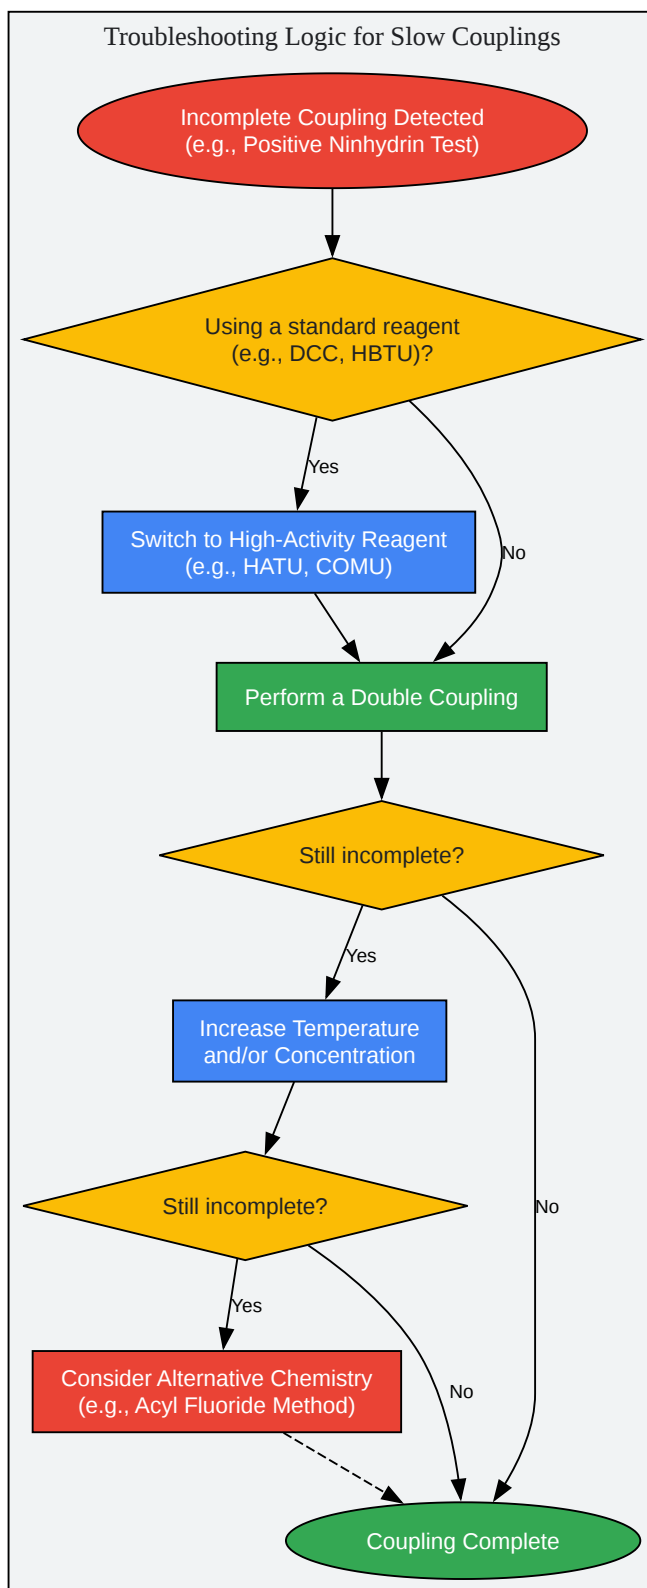 Troubleshooting Logic for Slow Couplings
Incomplete Coupling Detected
(e.g., Positive Ninhydrin Test)
Using a standard reagent
(e.g., DCC, HBTU)?
Yes
Switch to High-Activity Reagent
(e.g., HATU, COMU)
No
Perform a Double Coupling
Still incomplete?
Yes
Increase Temperature
and/or Concentration
Still incomplete?
No
Yes
Consider Alternative Chemistry
(e.g., Acyl Fluoride Method)
No
Coupling Complete